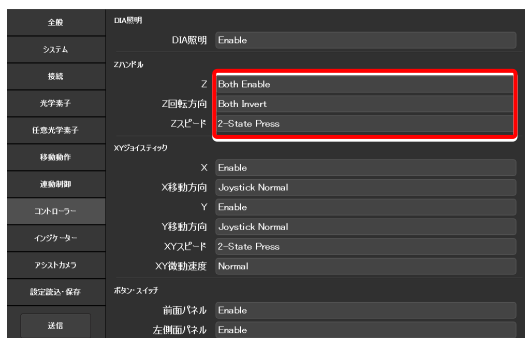 全般
システム
接続
光学素子
任意光学素子
移動動作
連動制御
コントローラー
インジケーター
アシストカメラ
設定読込・保存
送信
DIA照明
DIA照明 Enable
Zハンドル
Z Both Enable
Z回転方向 Both Invert
Zスピード 2-State Press
XYジョイスティック
X Enable
X移動方向 Joystick Normal
Y Enable
Y移動方向 Joystick Normal
XYスピード 2-State Press
XY微動速度 Normal
ボタン・スイッチ
前面パネル Enable
左側面パネル Enable